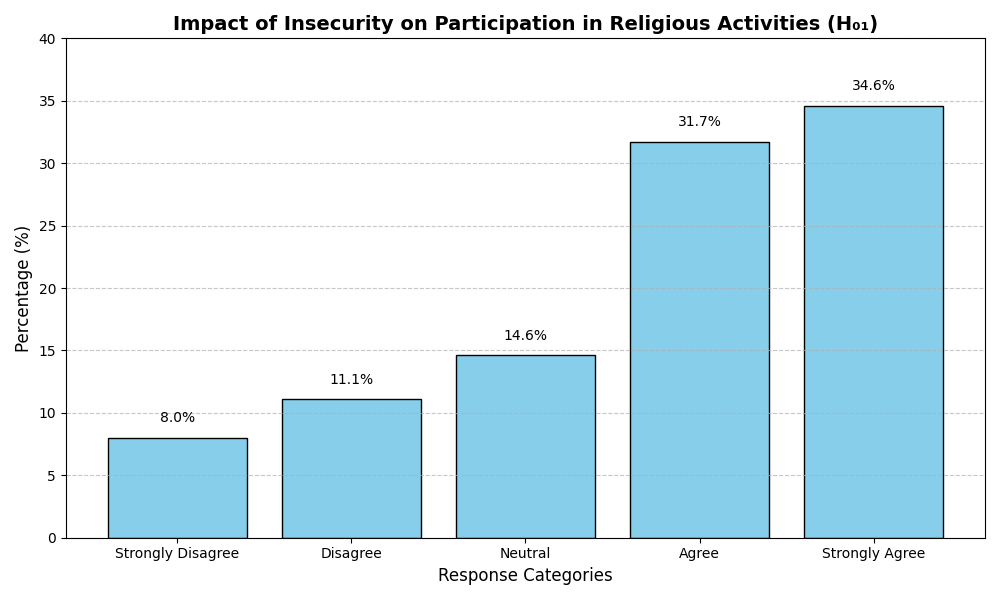 Impact of Insecurity on Participation in Religious Activities (H₀₁)
40
35
30
25
20
15
10
5
0
Percentage (%)
8.0%
11.1%
14.6%
31.7%
34.6%
Strongly Disagree
Disagree
Neutral
Agree
Strongly Agree
Response Categories